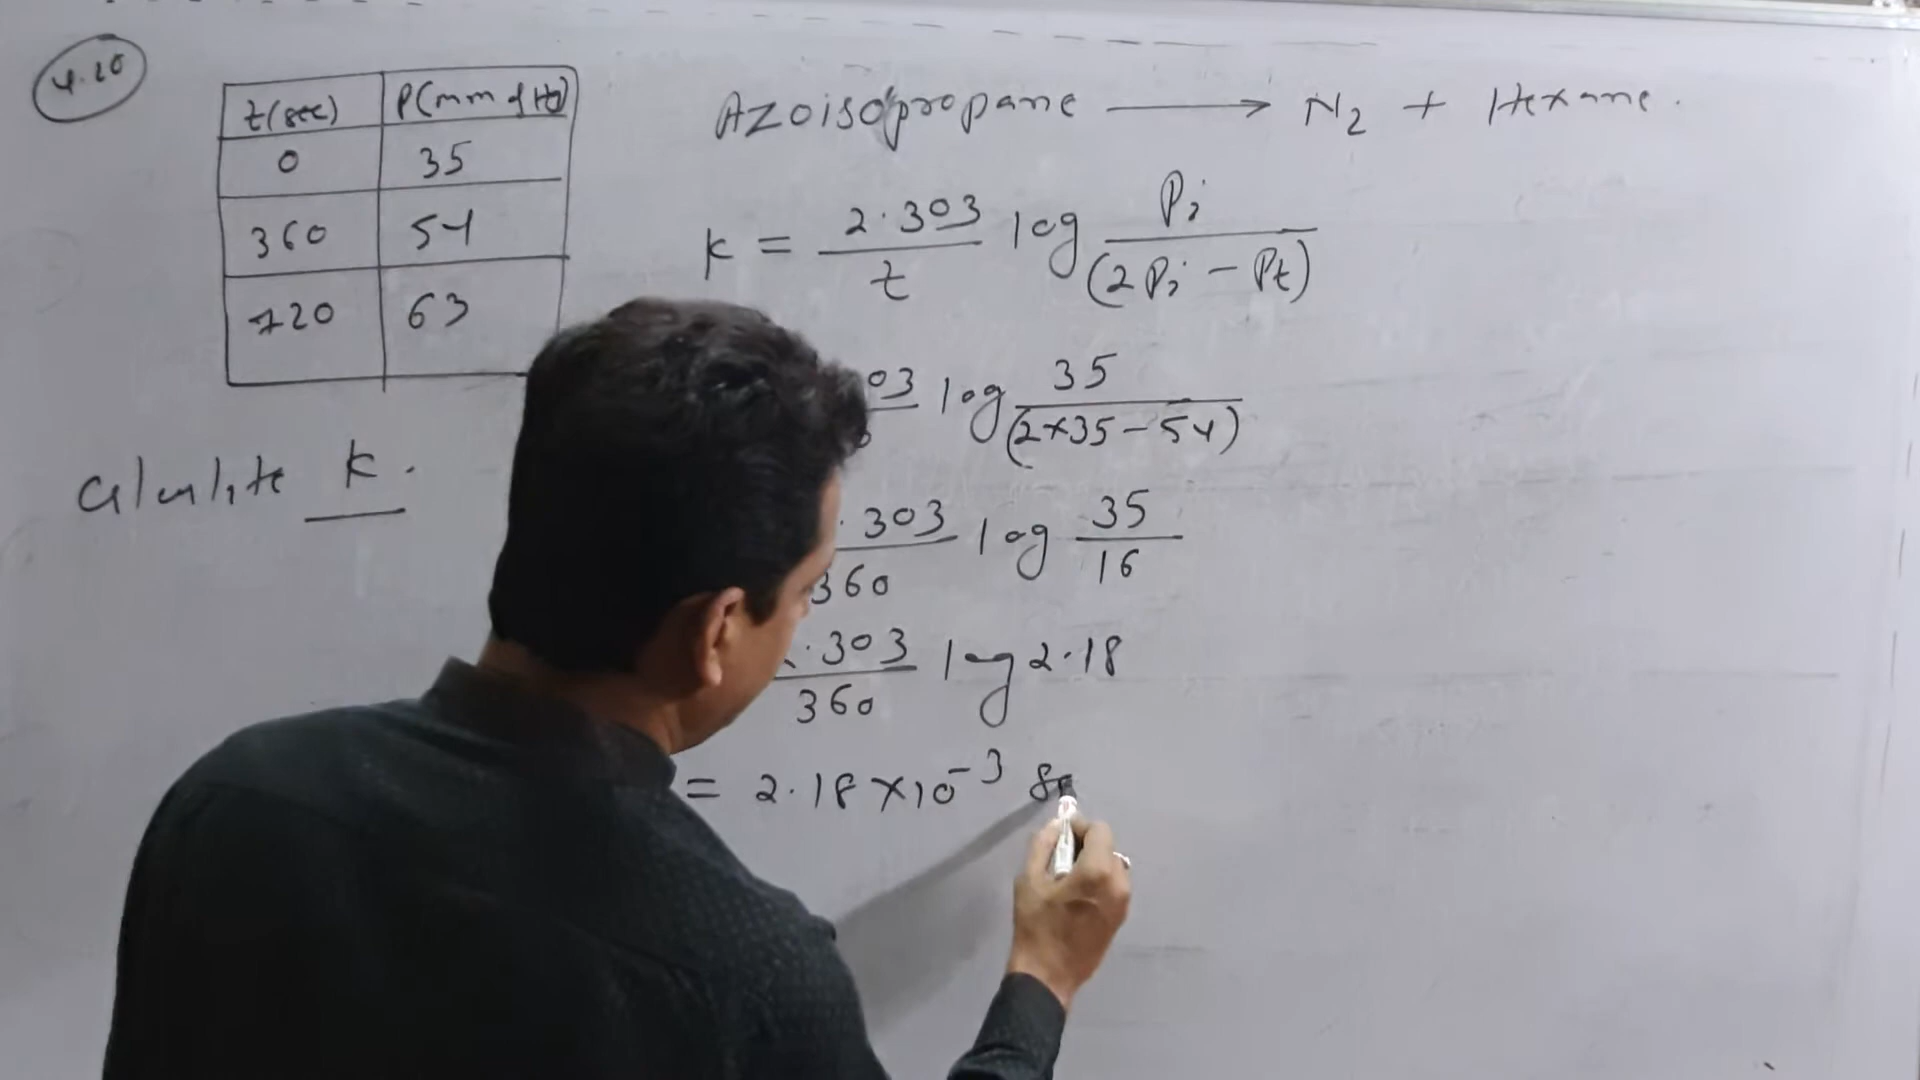 4.20
t(sec) P(mm of Hg)
0 35
360 54
720 63
Calculate k.
Azoisopropane → N2 + Hexane.
k = 2.303 / t log Pi / (2Pi - Pt)
03 log 35 / (2×35-54)
.303 / 360 log 35 / 16
.303 / 360 log 2.18
= 2.18 ×10^-3 se